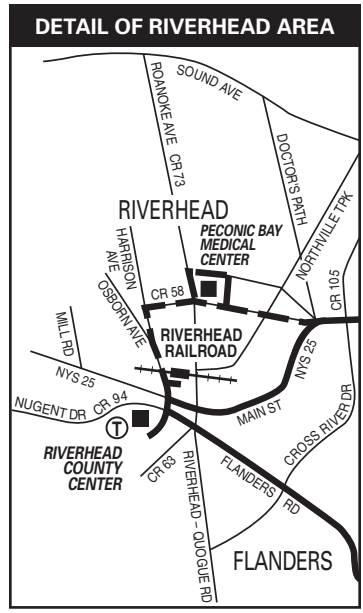 DETAIL OF RIVERHEAD AREA
SOUND AVE
ROANOKE AVE CR 73
DOCTOR'S PATH
NORTHVILLE TPK
RIVERHEAD
PECONIC BAY
MEDICAL
CENTER
HARRISON
AVE
OSBORN AVE
CR 105
CR 58
MILL RD
RIVERHEAD
RAILROAD
NYS 25
NYS 25
NUGENT DR CR 94
MAIN ST
CROSS RIVER DR
T
RIVERHEAD
COUNTY
CENTER
CR 63
RIVERHEAD – QUOGUE RD
FLANDERS RD
FLANDERS